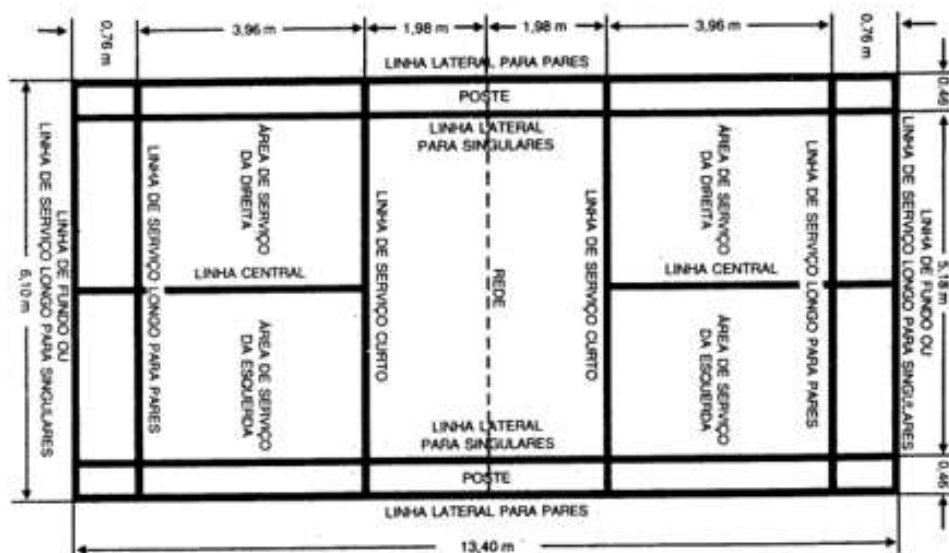 0,76 m
3,96 m
1,98 m
1,98 m
3,96 m
0,76 m
LINHA LATERAL PARA PARES
POSTE
0,46
LINHA LATERAL
PARA SINGULARES
LINHA DE FUNDO OU
LINHA DE SERVIÇO LONGO PARA SINGULARES
6,10 m
LINHA DE SERVIÇO LONGO PARA PARES
ÁREA DE SERVIÇO
DA DIREITA
LINHA CENTRAL
ÁREA DE SERVIÇO
DA ESQUERDA
LINHA DE SERVIÇO CURTO
REDE
LINHA DE SERVIÇO CURTO
ÁREA DE SERVIÇO
DA DIREITA
LINHA CENTRAL
ÁREA DE SERVIÇO
DA ESQUERDA
LINHA DE SERVIÇO LONGO PARA PARES
LINHA DE FUNDO OU
LINHA DE SERVIÇO LONGO PARA SINGULARES
5,18 m
LINHA LATERAL
PARA SINGULARES
POSTE
0,46
LINHA LATERAL PARA PARES
13,40 m